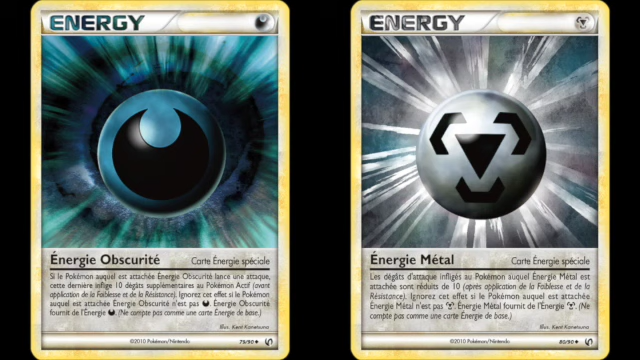 ENERGY
Énergie Obscurité Carte Énergie spéciale
Si le Pokémon auquel est attachée Énergie Obscurité lance une attaque,
cette dernière inflige 10 dégâts supplémentaires au Pokémon Actif (avant
application de la Faiblesse et de la Résistance). Ignorez cet effet si le Pokémon
auquel est attachée Énergie Obscurité n'est pas . Énergie Obscurité
fournit de l'Énergie . (Ne compte pas comme une carte Énergie de base.)
Illus. Kent Kanetsuna
©2010 Pokémon/Nintendo 79/90
ENERGY
Énergie Métal Carte Énergie spéciale
Les dégâts d'attaque infligés au Pokémon auquel Énergie Métal est
attachée sont réduits de 10 (après application de la Faiblesse et de la
Résistance). Ignorez cet effet si le Pokémon auquel est attachée Énergie
Énergie Métal n'est pas . Énergie Métal fournit de l'Énergie . (Ne
compte pas comme une carte Énergie de base.)
Illus. Kent Kanetsuna
©2010 Pokémon/Nintendo 80/90